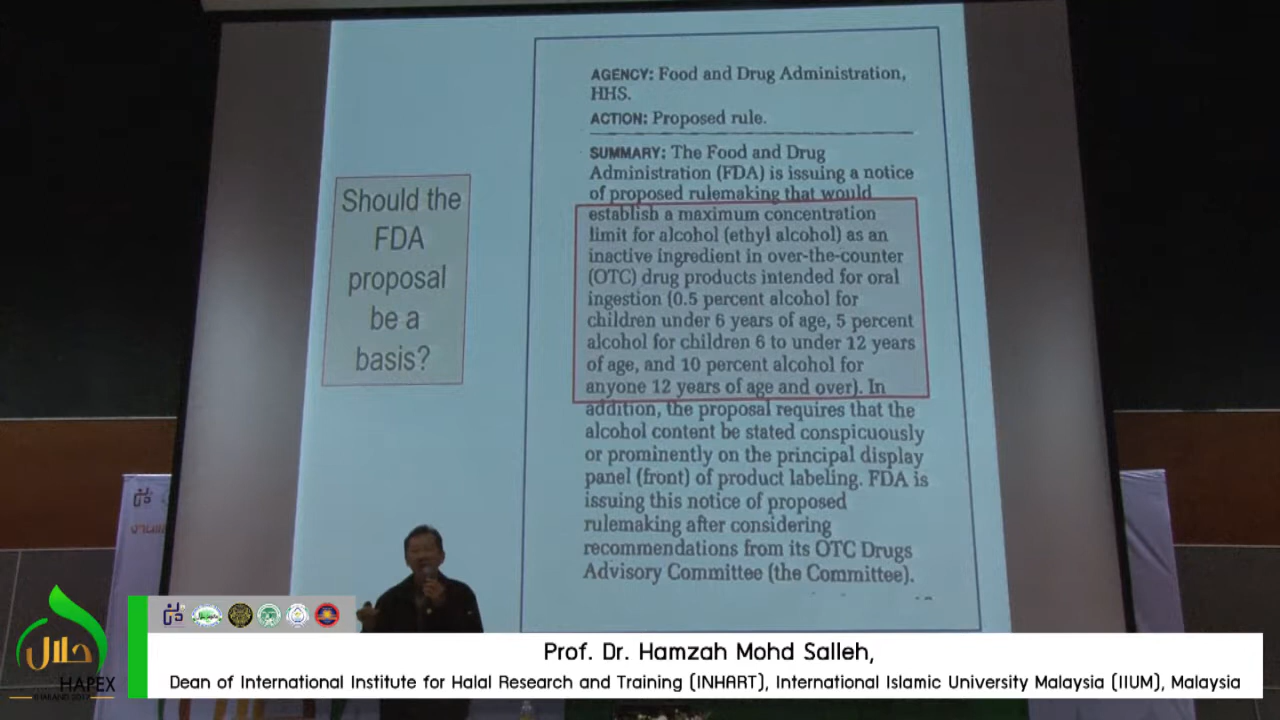 Should the
FDA
proposal
be a
basis?
AGENCY: Food and Drug Administration,
HHS.
ACTION: Proposed rule.
SUMMARY: The Food and Drug
Administration (FDA) is issuing a notice
of proposed rulemaking that would
establish a maximum concentration
limit for alcohol (ethyl alcohol) as an
inactive ingredient in over-the-counter
(OTC) drug products intended for oral
ingestion (0.5 percent alcohol for
children under 6 years of age, 5 percent
alcohol for children 6 to under 12 years
of age, and 10 percent alcohol for
anyone 12 years of age and over). In
addition, the proposal requires that the
alcohol content be stated conspicuously
or prominently on the principal display
panel (front) of product labeling. FDA is
issuing this notice of proposed
rulemaking after considering
recommendations from its OTC Drugs
Advisory Committee (the Committee).
حلال
HAPEX
Prof. Dr. Hamzah Mohd Salleh,
Dean of International Institute for Halal Research and Training (INHART), International Islamic University Malaysia (IIUM), Malaysia